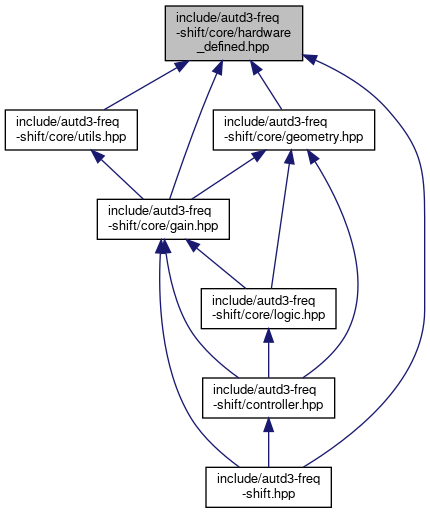 include/autd3-freq
-shift/core/hardware
_defined.hpp
include/autd3-freq
-shift/core/utils.hpp
include/autd3-freq
-shift/core/geometry.hpp
include/autd3-freq
-shift/core/gain.hpp
include/autd3-freq
-shift/core/logic.hpp
include/autd3-freq
-shift/controller.hpp
include/autd3-freq
-shift.hpp